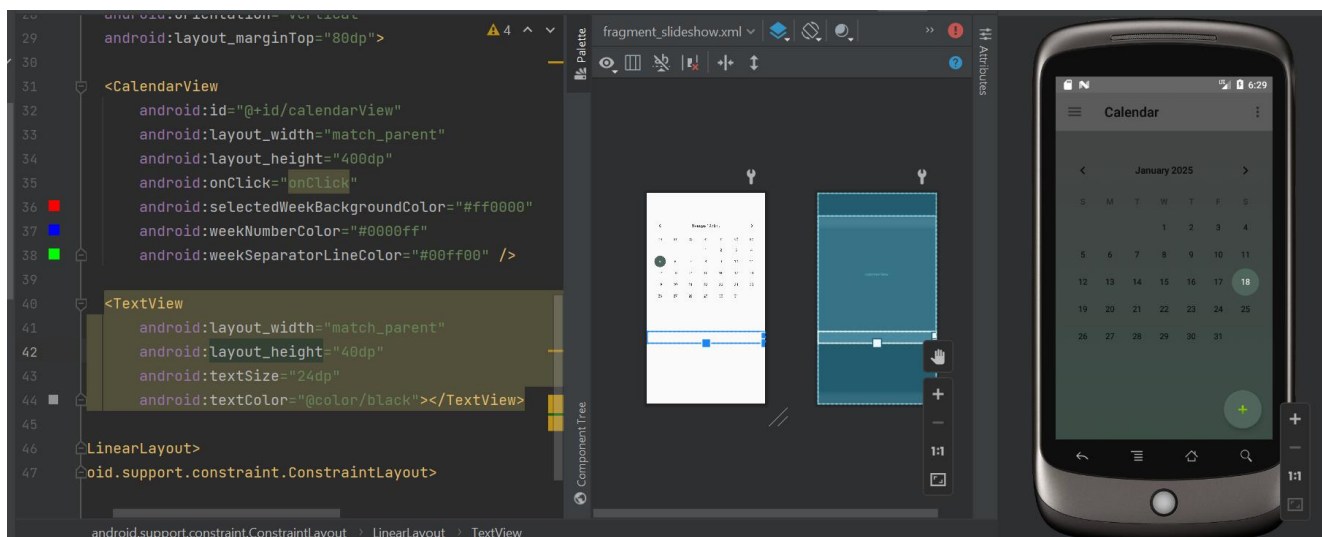 29 android:layout_marginTop="80dp">
4
30
31 <CalendarView
32 android:id="@+id/calendarView"
33 android:layout_width="match_parent"
34 android:layout_height="400dp"
35 android:onClick="onClick"
36 android:selectedWeekBackgroundColor="#ff0000"
37 android:weekNumberColor="#0000ff"
38 android:weekSeparatorLineColor="#00ff00" />
39
40 <TextView
41 android:layout_width="match_parent"
42 android:layout_height="40dp"
43 android:textSize="24dp"
44 android:textColor="@color/black"></TextView>
45
46 LinearLayout>
47 oid.support.constraint.ConstraintLayout>
android.support.constraint.ConstraintLayout > LinearLayout > TextView
Palette
Component Tree
fragment_slideshow.xml
1:1
Attributes
6:29
Calendar
January 2025
S M T W T F S
1 2 3 4
5 6 7 8 9 10 11
12 13 14 15 16 17 18
19 20 21 22 23 24 25
26 27 28 29 30 31
1:1